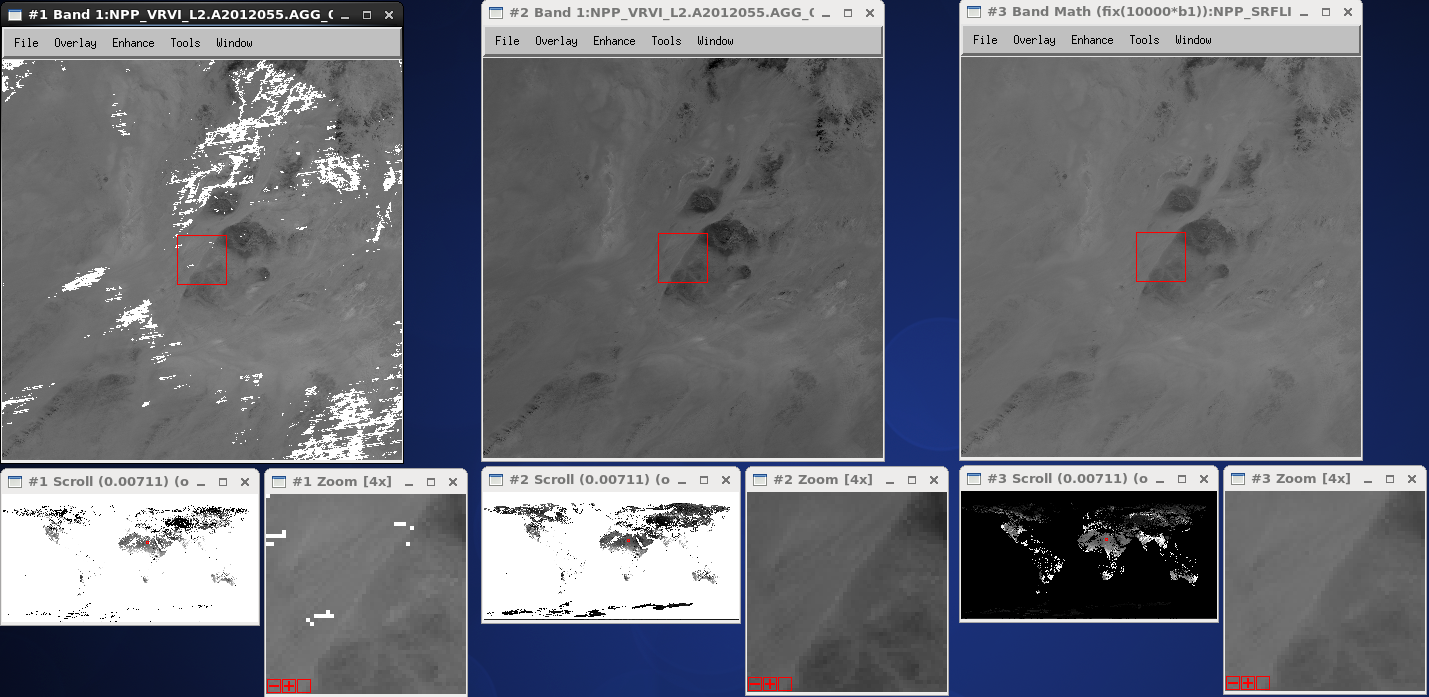 #1 Band 1:NPP_VRVI_L2.A2012055.AGG_
File Overlay Enhance Tools Window
#2 Band 1:NPP_VRVI_L2.A2012055.AGG_
File Overlay Enhance Tools Window
#3 Band Math (fix(10000*b1)):NPP_SRFLI
File Overlay Enhance Tools Window
#1 Scroll (0.00711) (o
#1 Zoom [4x]
#2 Scroll (0.00711) (o
#2 Zoom [4x]
#3 Scroll (0.00711) (o
#3 Zoom [4x]